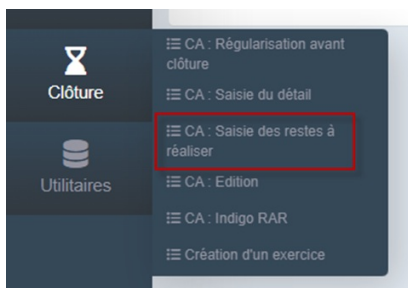 CA : Régularisation avant
clôture
Clôture
CA : Saisie du détail
CA : Saisie des restes à
réaliser
Utilitaires
CA : Edition
CA : Indigo RAR
Création d'un exercice